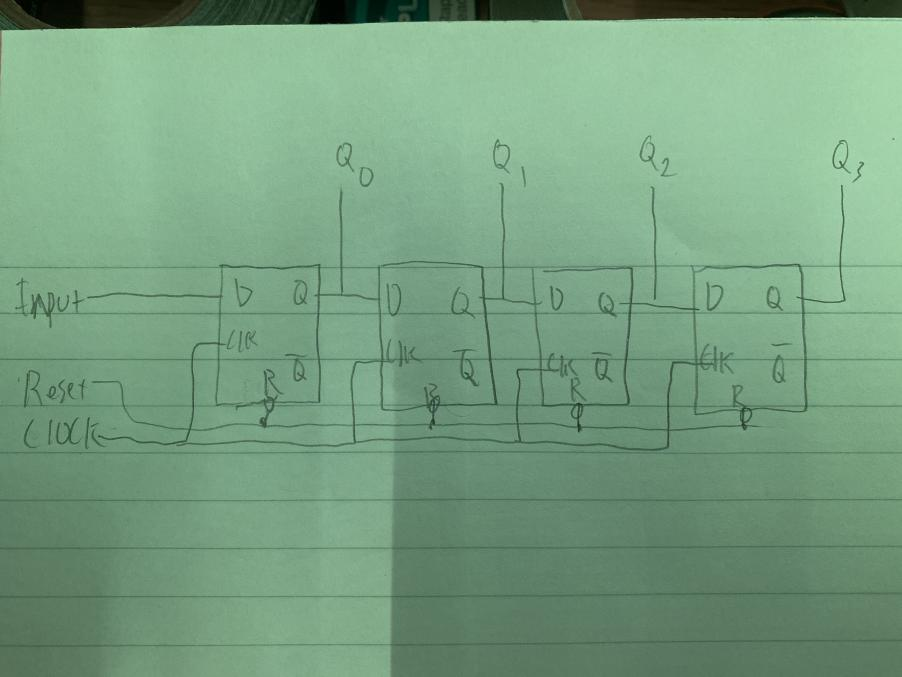 Q0 Q1 Q2 Q3
Input D Q D Q D Q D Q
CLK CLK CLK CLK
Q̅ Q̅ Q̅ Q̅
Reset R R R R
CLOCK